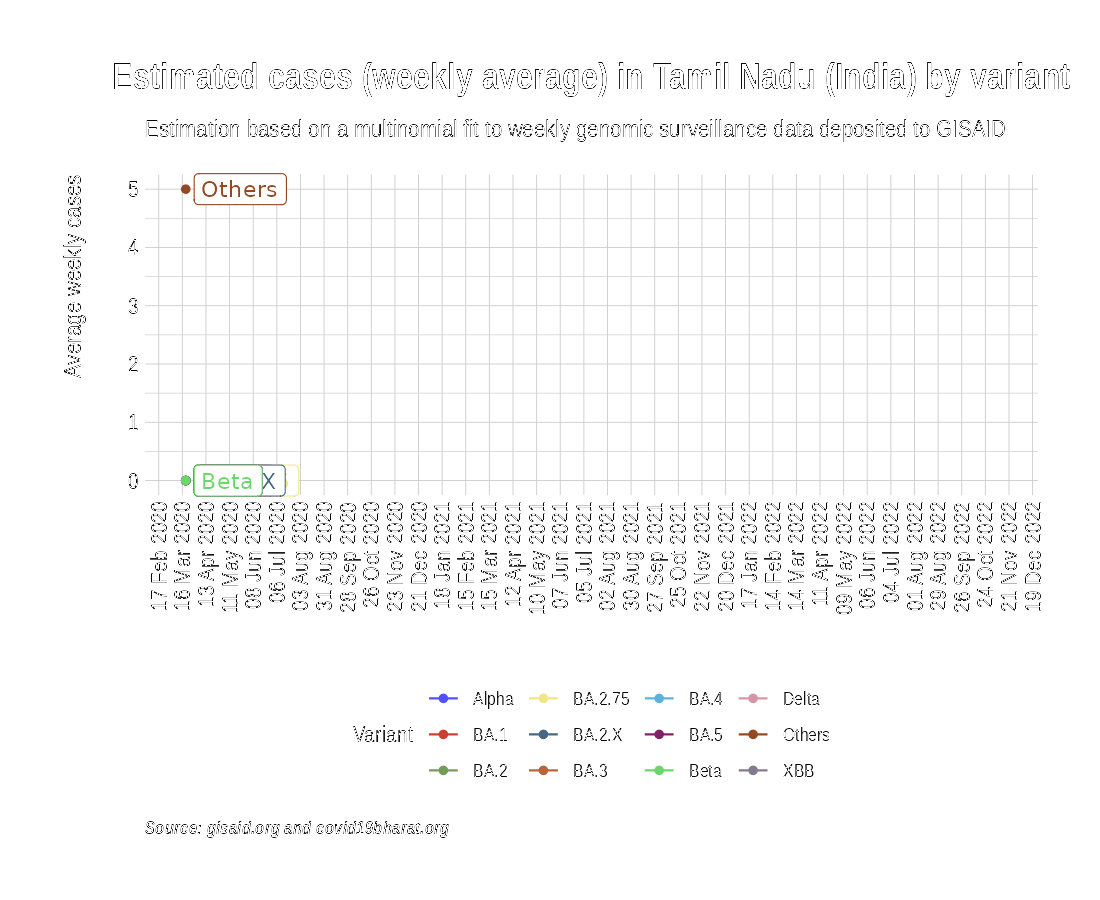 Estimated cases (weekly average) in Tamil Nadu (India) by variant
Estimation based on a multinomial fit to weekly genomic surveillance data deposited to GISAID
Average weekly cases
5
Others
4
3
2
1
0
Beta
X
17 Feb 2020
16 Mar 2020
13 Apr 2020
11 May 2020
08 Jun 2020
06 Jul 2020
03 Aug 2020
31 Aug 2020
28 Sep 2020
26 Oct 2020
23 Nov 2020
21 Dec 2020
18 Jan 2021
15 Feb 2021
15 Mar 2021
12 Apr 2021
10 May 2021
07 Jun 2021
05 Jul 2021
02 Aug 2021
30 Aug 2021
27 Sep 2021
25 Oct 2021
22 Nov 2021
20 Dec 2021
17 Jan 2022
14 Feb 2022
14 Mar 2022
11 Apr 2022
09 May 2022
06 Jun 2022
04 Jul 2022
01 Aug 2022
29 Aug 2022
26 Sep 2022
24 Oct 2022
21 Nov 2022
19 Dec 2022
Variant
Alpha
BA.1
BA.2
BA.2.75
BA.2.X
BA.3
BA.4
BA.5
Beta
Delta
Others
XBB
Source: gisaid.org and covid19bharat.org